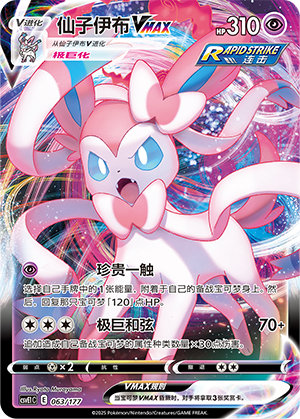 V进化
仙子伊布VMAX
HP310
从仙子伊布V进化
极巨化
RAPID STRIKE
连击
珍贵一触
选择自己手牌中的1张能量，附着于自己的备战宝可梦身上。然
后，回复那只宝可梦「120」点HP。
极巨和弦 70+
追加造成自己备战宝可梦的属性种类数量×30点伤害。
弱点 ×2 抗性 撤退
Illus.Ryota Murayama
VMAX规则
E 063/177
当宝可梦VMAX昏厥时，对手将拿取3张奖赏卡。
©2025 Pokémon/Nintendo/Creatures/GAME FREAK.